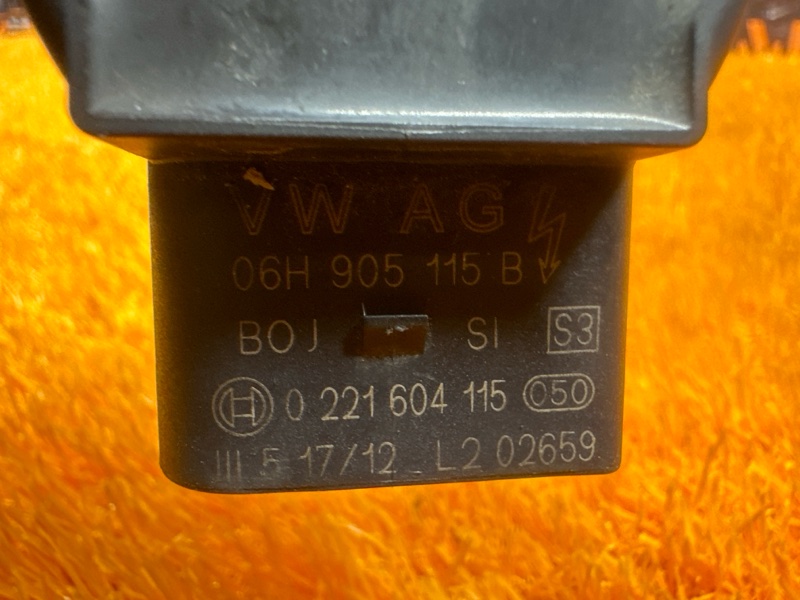 VW AG
06H 905 115 B
BOJ SI S3
0 221 604 115 050
III 5 17/12 L2 02659